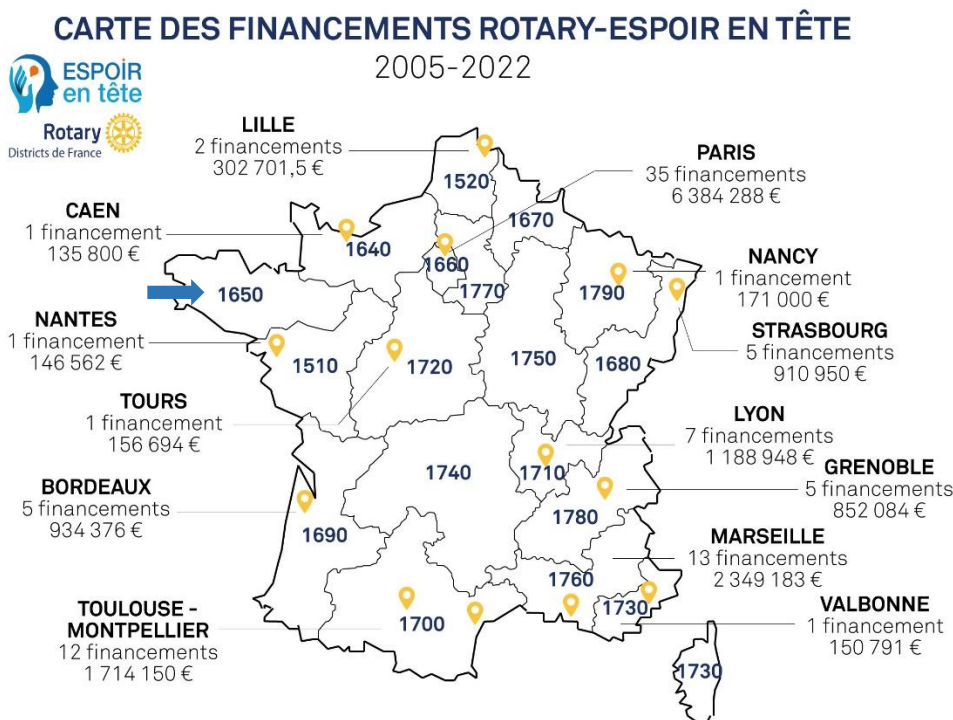 CARTE DES FINANCEMENTS ROTARY-ESPOIR EN TÊTE
2005-2022
ESPOIR
en tête
Rotary
Districts de France
LILLE
2 financements
302 701,5 €
PARIS
35 financements
6 384 288 €
CAEN
1 financement
135 800 €
NANCY
1 financement
171 000 €
NANTES
1 financement
146 562 €
STRASBOURG
5 financements
910 950 €
TOURS
1 financement
156 694 €
LYON
7 financements
1 188 948 €
BORDEAUX
5 financements
934 376 €
GRENOBLE
5 financements
852 084 €
MARSEILLE
13 financements
2 349 183 €
TOULOUSE -
MONTPELLIER
12 financements
1 714 150 €
VALBONNE
1 financement
150 791 €
1520
1670
1640
1660
1770
1650
1790
1510
1720
1750
1680
1740
1710
1780
1690
1760
1730
1700
1730